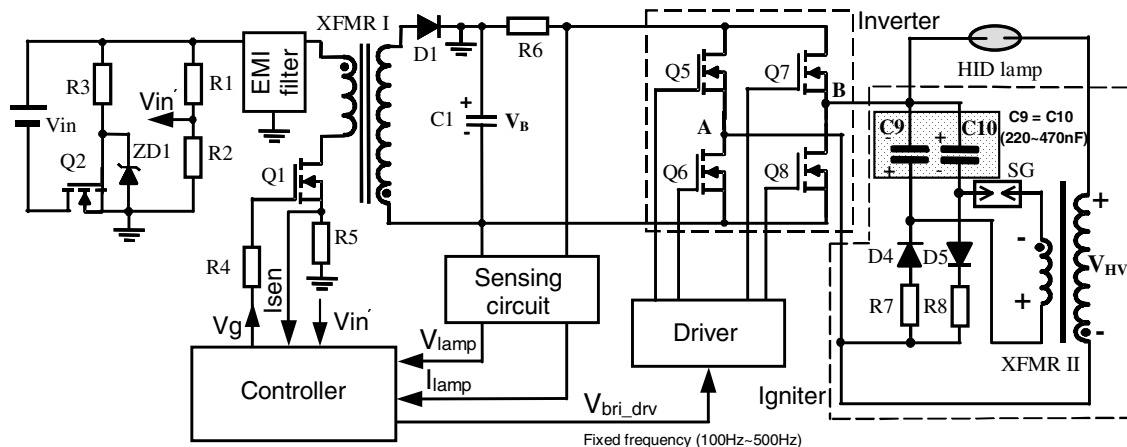 XFMR I
Inverter
D1
R6
HID lamp
R3
R1
EMI
filter
Q5
Q7
B
Vin′
Vin
C1
+
-
V_B
A
C9
C10
C9 = C10
(220~470nF)
-
+
+
-
R2
ZD1
Q2
Q1
Q6
Q8
SG
R5
R4
Isen
Vg
Vin′
Sensing
circuit
D4
D5
R7
R8
-
+
+
V_HV
-
XFMR II
Driver
Vlamp
Ilamp
Controller
Vbri_drv
Igniter
Fixed frequency (100Hz~500Hz)